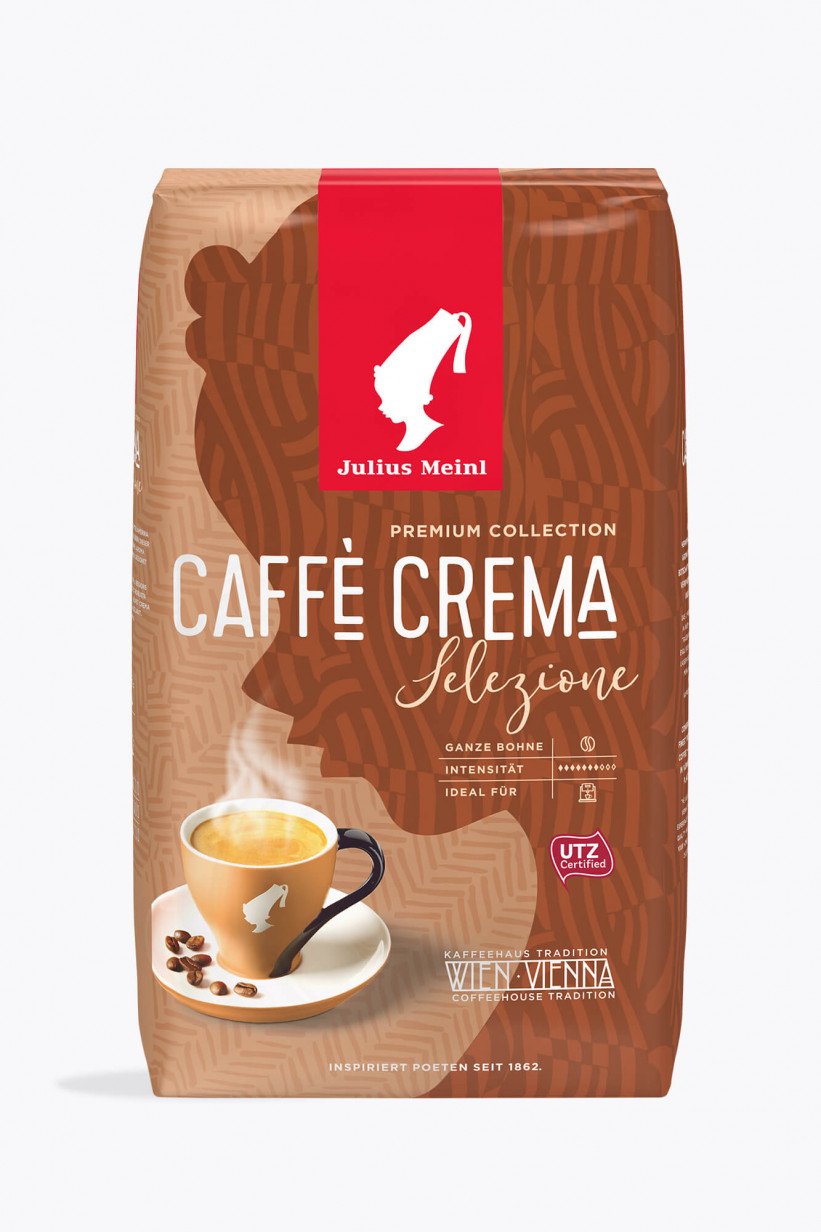 Julius Meinl
PREMIUM COLLECTION
CAFFÈ CREMA
Selezione
GANZE BOHNE
INTENSITÄT
IDEAL FÜR
UTZ
Certified
KAFFEEHAUS TRADITION
WIEN · VIENNA
COFFEEHOUSE TRADITION
INSPIRIERT POETEN SEIT 1862.